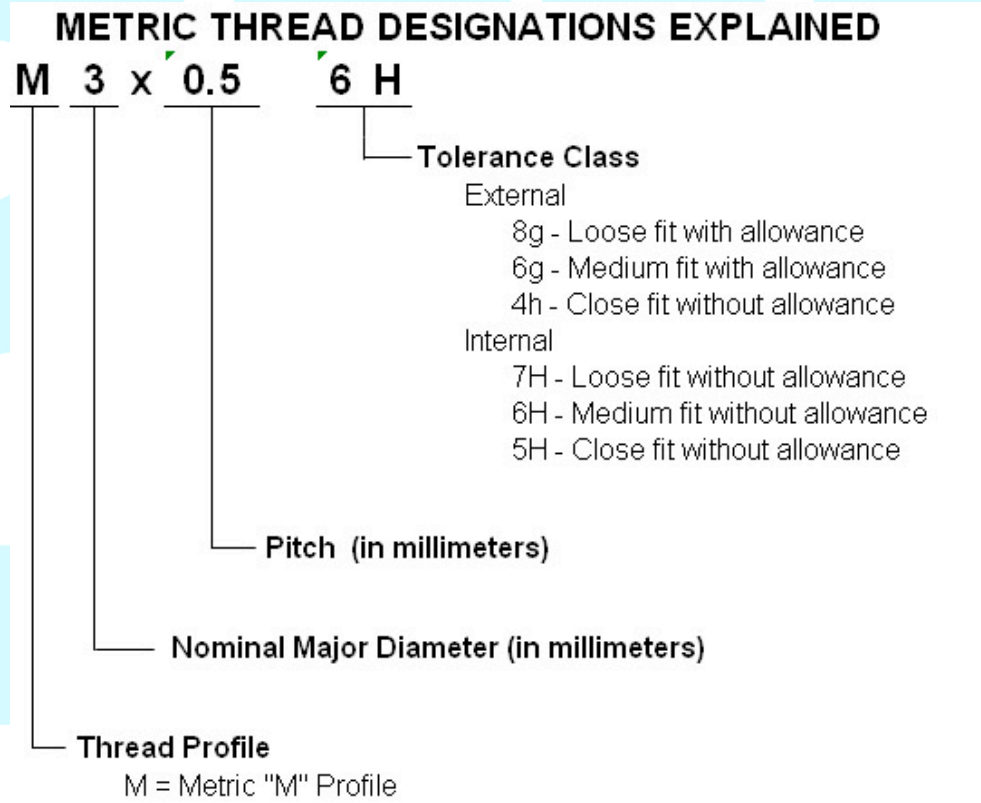 METRIC THREAD DESIGNATIONS EXPLAINED
M 3 x 0.5 6 H
Tolerance Class
External
8g - Loose fit with allowance
6g - Medium fit with allowance
4h - Close fit without allowance
Internal
7H - Loose fit without allowance
6H - Medium fit without allowance
5H - Close fit without allowance
Pitch (in millimeters)
Nominal Major Diameter (in millimeters)
Thread Profile
M = Metric "M" Profile